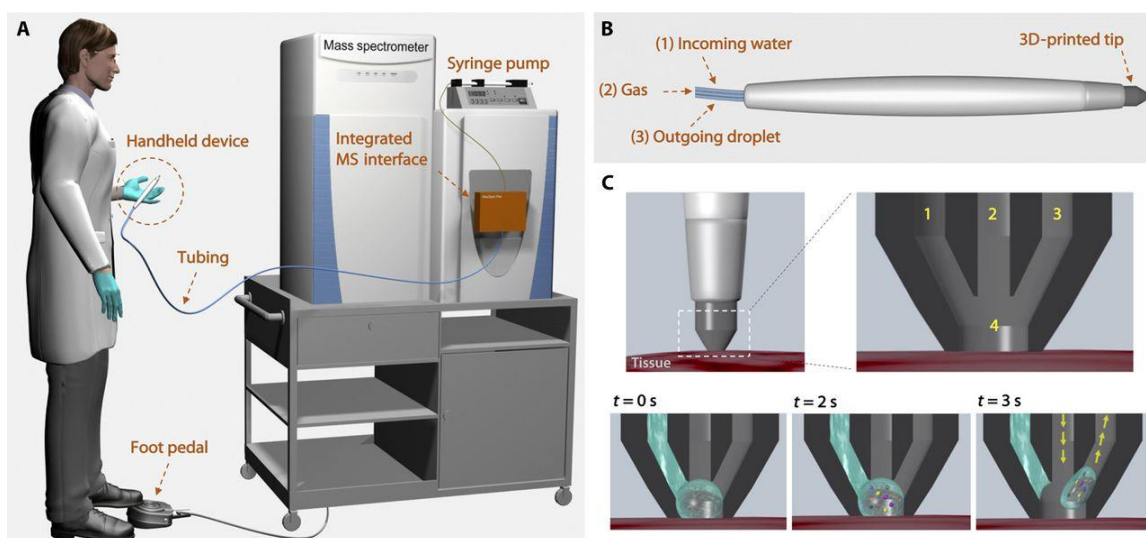 A
Mass spectrometer
Syringe pump
Handheld device
Integrated
MS interface
Tubing
Foot pedal
B
(1) Incoming water
3D-printed tip
(2) Gas
(3) Outgoing droplet
C
1
2
3
4
Tissue
t = 0 s
t = 2 s
t = 3 s